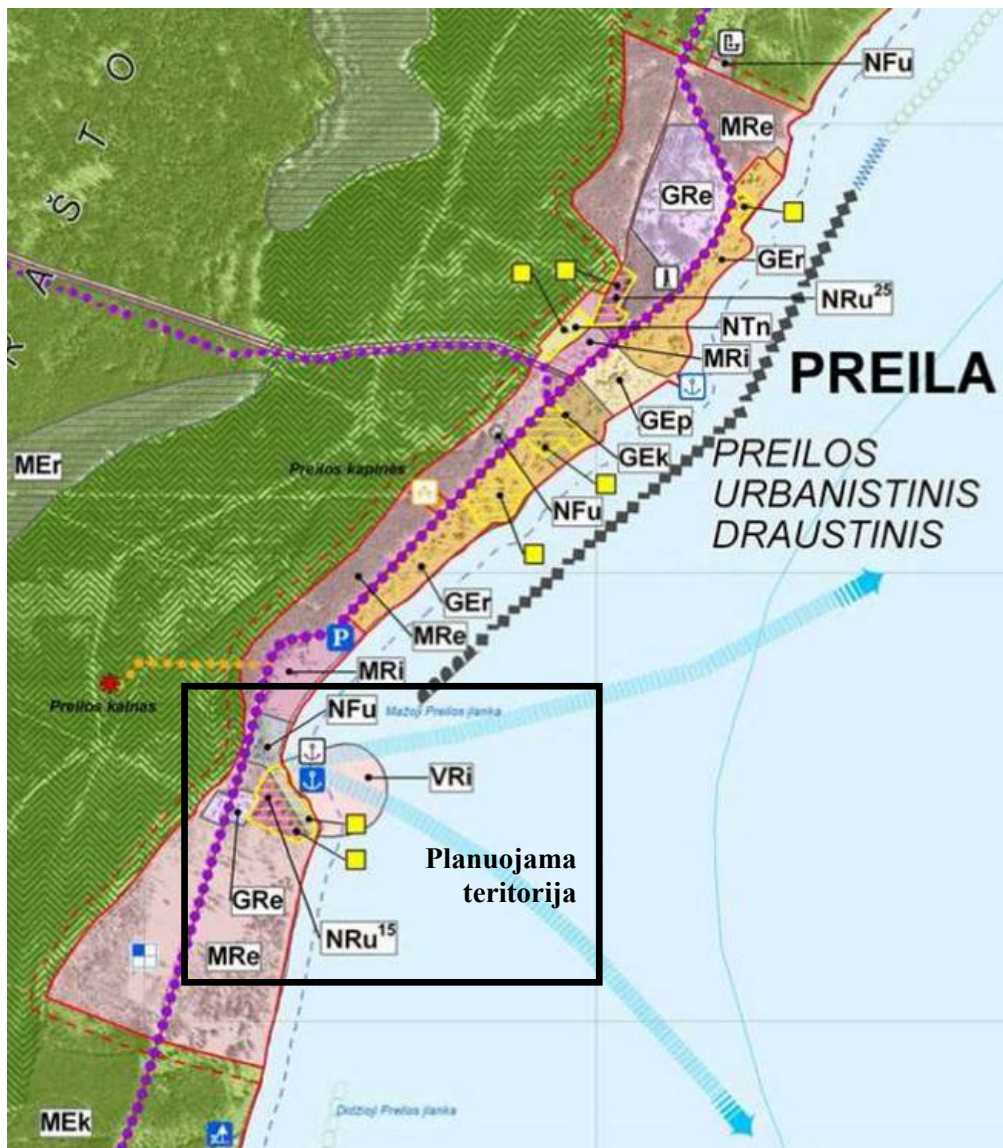 NFu
MRe
GRe
GEr
NRu25
NTn
MRi
PREILA
GEp
GEk
PREILOS
URBANISTINIS
DRAUSTINIS
MEr
Preilos kapinės
NFu
GEr
MRe
P
MRi
Preilos kalnas
NFu
Mažoji Preilos įlanka
VRi
Planuojama
teritorija
GRe
NRu15
MRe
MEk
Didžioji Preilos įlanka
A Š T O